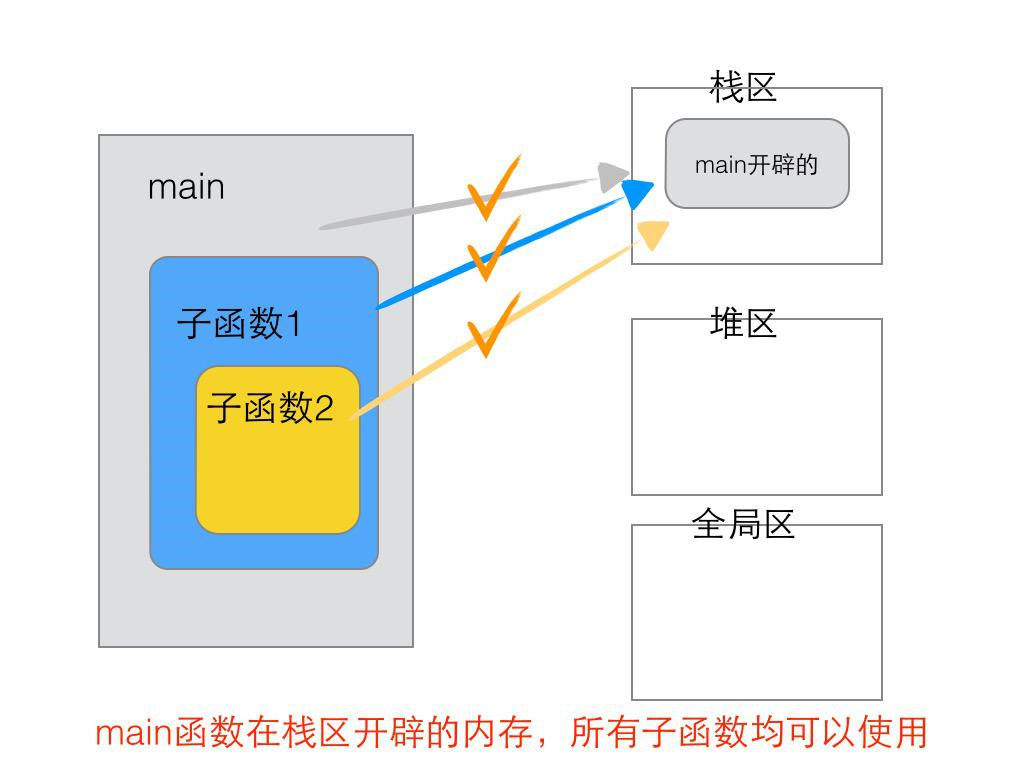 栈区
main开辟的
main
子函数1
子函数2
堆区
全局区
main函数在栈区开辟的内存，所有子函数均可以使用